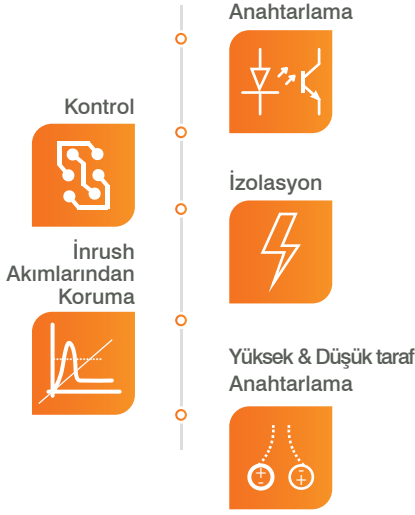 Anahtarlama
Kontrol
İzolasyon
İnrush
Akımlarından
Koruma
Yüksek & Düşük taraf
Anahtarlama